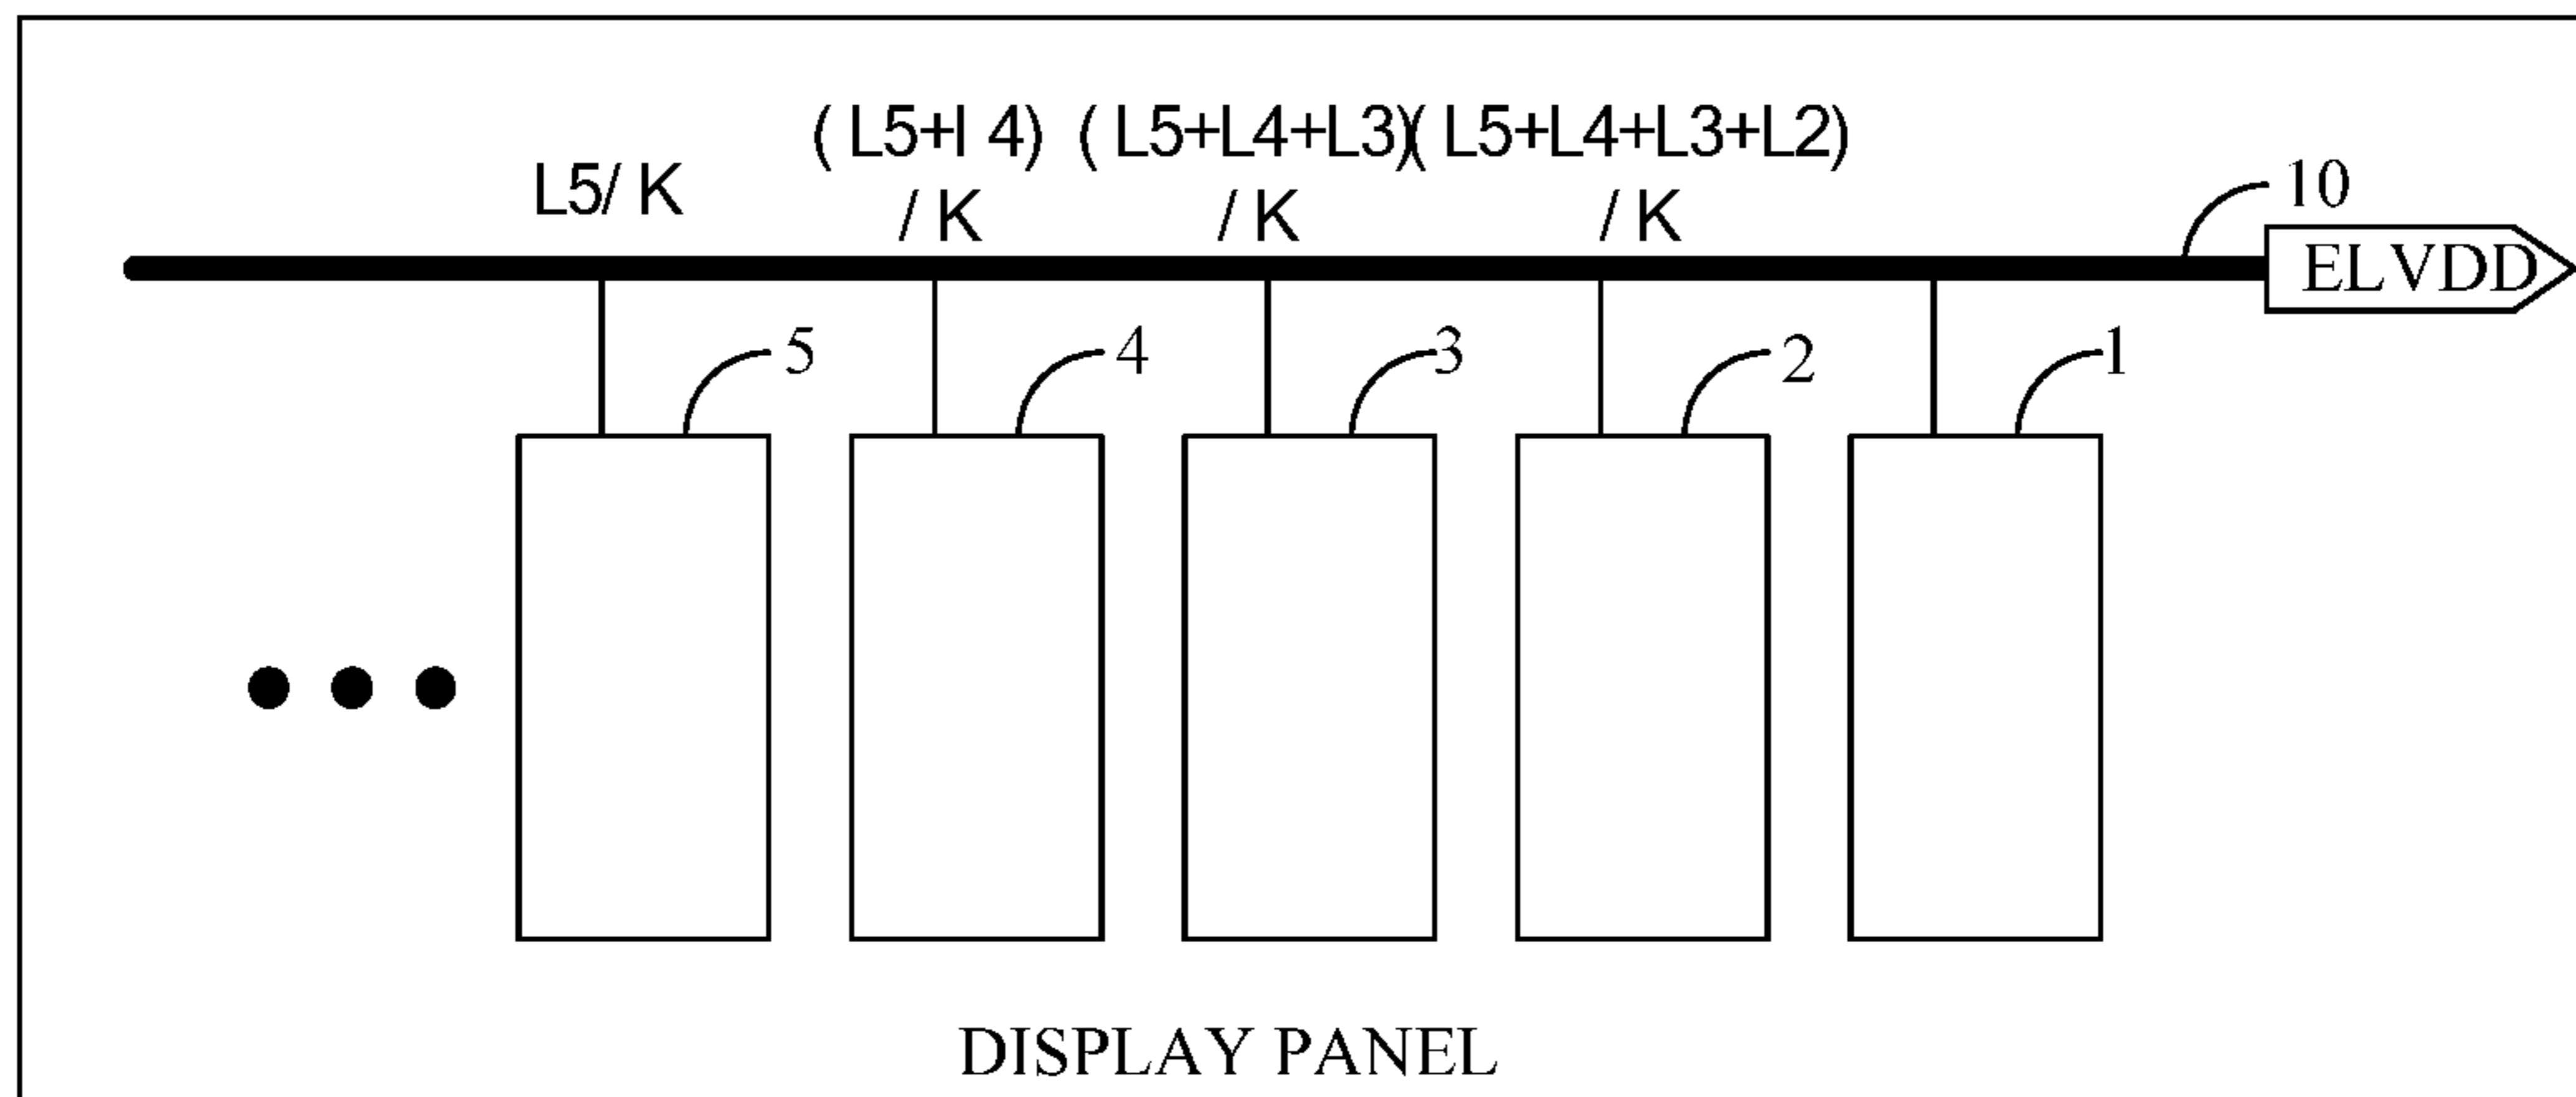 ( L5+l 4) ( L5+L4+L3)( L5+L4+L3+L2)
L5/ K / K / K / K
10
ELVDD
5 4 3 2 1
DISPLAY PANEL